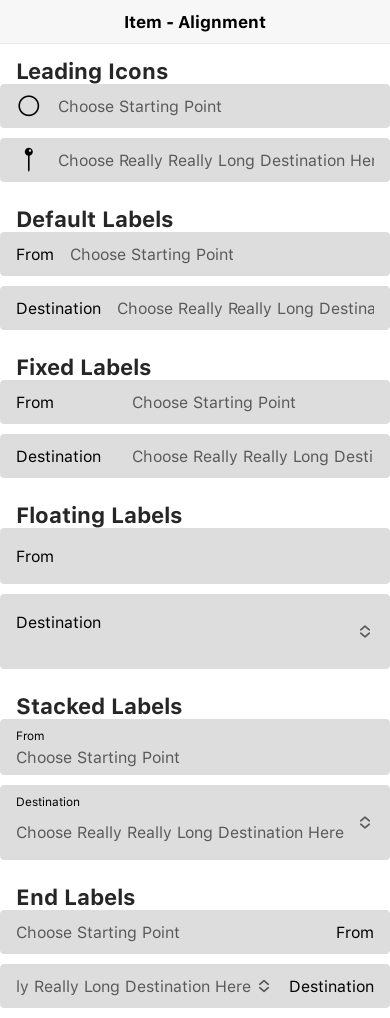 Item - Alignment
Leading Icons
Choose Starting Point
Choose Really Really Long Destination Her
Default Labels
From Choose Starting Point
Destination Choose Really Really Long Destina
Fixed Labels
From Choose Starting Point
Destination Choose Really Really Long Desti
Floating Labels
From
Destination
Stacked Labels
From
Choose Starting Point
Destination
Choose Really Really Long Destination Here
End Labels
Choose Starting Point From
ly Really Long Destination Here Destination